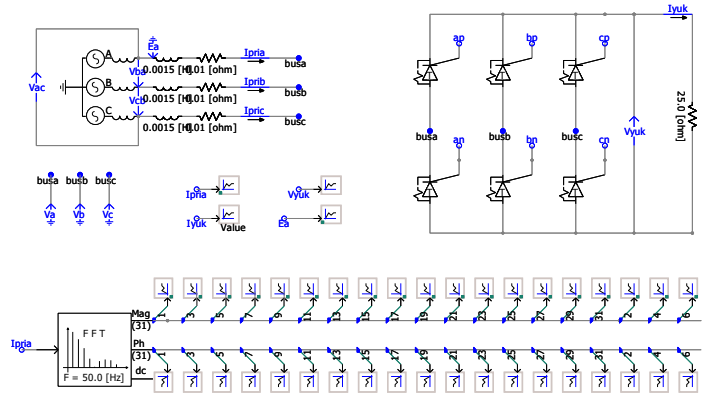 Ea
A
Ipria
busa
Vba
0.0015 [H]
0.01 [ohm]
Vac
B
Iprib
busb
Vcb
0.0015 [H]
0.01 [ohm]
C
Ipric
busc
0.0015 [H]
0.01 [ohm]
busa
busb
busc
Va
Vb
Vc
Ipria
Vyuk
Iyuk
Value
Ea
Iyuk
ap
bp
cp
busa
busb
busc
an
bn
cn
Vyuk
25.0 [ohm]
Ipria
FFT
F = 50.0 [Hz]
Mag
(31)
Ph
(31)
dc
1 3 5 7 9 11 13 15 17 19 21 23 25 27 29 31 2 4 6
1 3 5 7 9 11 13 15 17 19 21 23 25 27 29 31 2 4 6